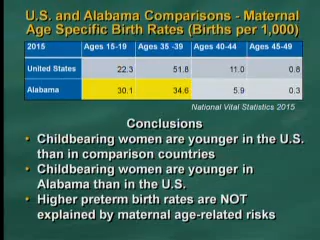 U.S. and Alabama Comparisons - Maternal
Age Specific Birth Rates (Births per 1,000)
2015 Ages 15-19 Ages 35 -39 Ages 40-44 Ages 45-49
United States 22.3 51.8 11.0 0.8
Alabama 30.1 34.6 5.9 0.3
National Vital Statistics 2015
Conclusions
• Childbearing women are younger in the U.S.
than in comparison countries
• Childbearing women are younger in
Alabama than in the U.S.
• Higher preterm birth rates are NOT
explained by maternal age-related risks